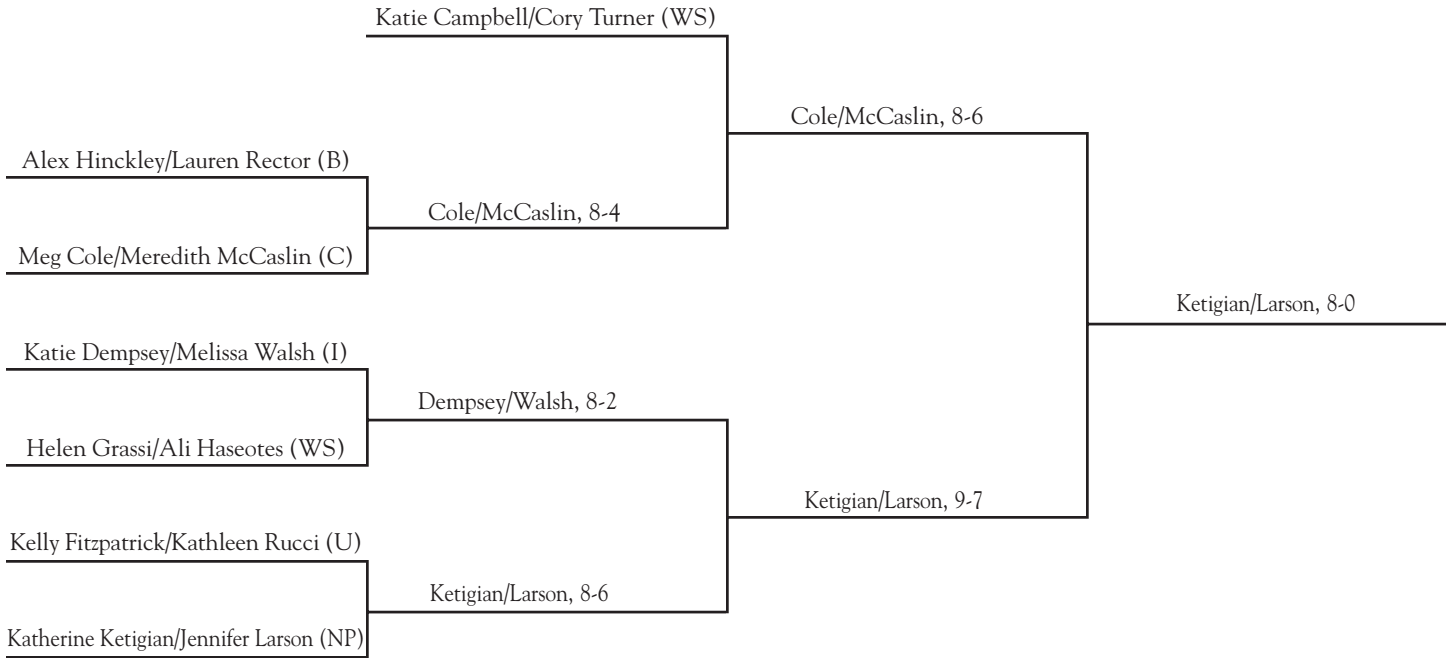 Katie Campbell/Cory Turner (WS)
Cole/McCaslin, 8-6
Alex Hinckley/Lauren Rector (B)
Cole/McCaslin, 8-4
Meg Cole/Meredith McCaslin (C)
Ketigian/Larson, 8-0
Katie Dempsey/Melissa Walsh (I)
Dempsey/Walsh, 8-2
Helen Grassi/Ali Haseotes (WS)
Ketigian/Larson, 9-7
Kelly Fitzpatrick/Kathleen Rucci (U)
Ketigian/Larson, 8-6
Katherine Ketigian/Jennifer Larson (NP)